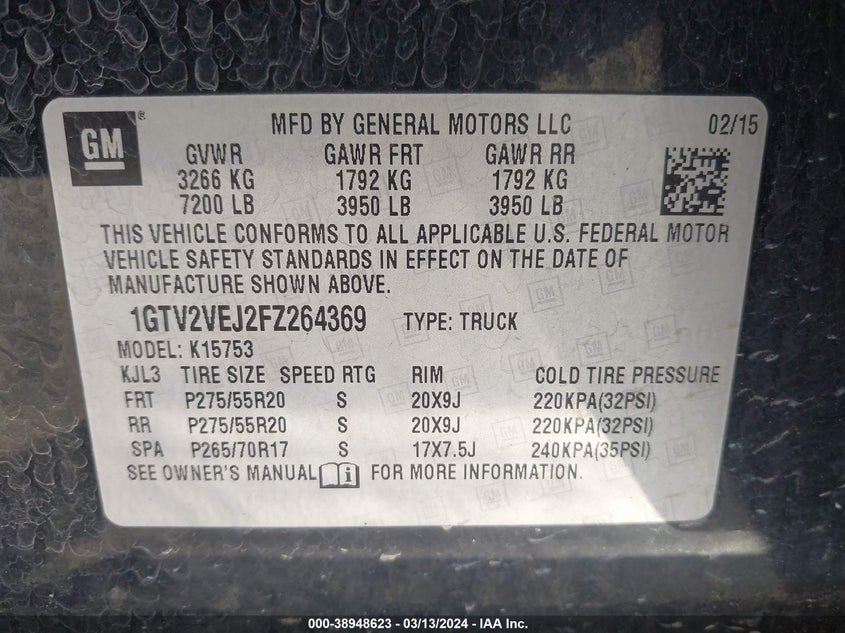 GM®
MFD BY GENERAL MOTORS LLC 02/15
GVWR GAWR FRT GAWR RR
3266 KG 1792 KG 1792 KG
7200 LB 3950 LB 3950 LB
THIS VEHICLE CONFORMS TO ALL APPLICABLE U.S. FEDERAL MOTOR
VEHICLE SAFETY STANDARDS IN EFFECT ON THE DATE OF
MANUFACTURE SHOWN ABOVE.
1GTV2VEJ2FZ264369 TYPE: TRUCK
MODEL: K15753
KJL3 TIRE SIZE SPEED RTG RIM COLD TIRE PRESSURE
FRT P275/55R20 S 20X9J 220KPA(32PSI)
RR P275/55R20 S 20X9J 220KPA(32PSI)
SPA P265/70R17 S 17X7.5J 240KPA(35PSI)
SEE OWNER'S MANUAL FOR MORE INFORMATION.
000-38948623 - 03/13/2024 - IAA Inc.